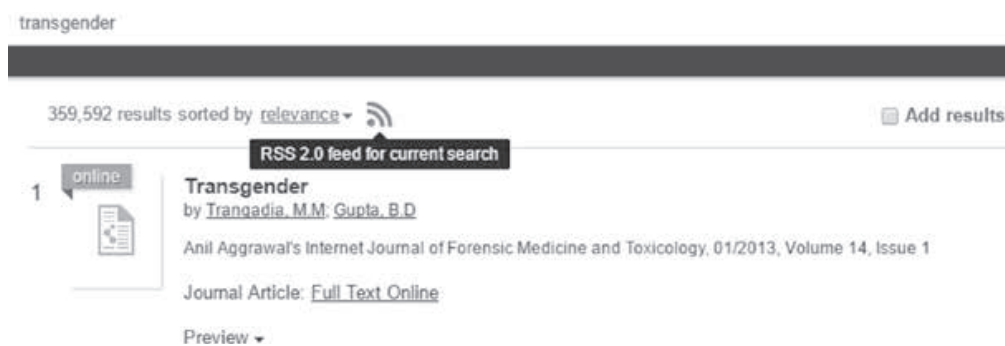 transgender
359,592 results sorted by relevance
Add results
RSS 2.0 feed for current search
1
online
Transgender
by Trangadia, M.M; Gupta, B.D
Anil Aggrawal's Internet Journal of Forensic Medicine and Toxicology, 01/2013, Volume 14, Issue 1
Journal Article: Full Text Online
Preview